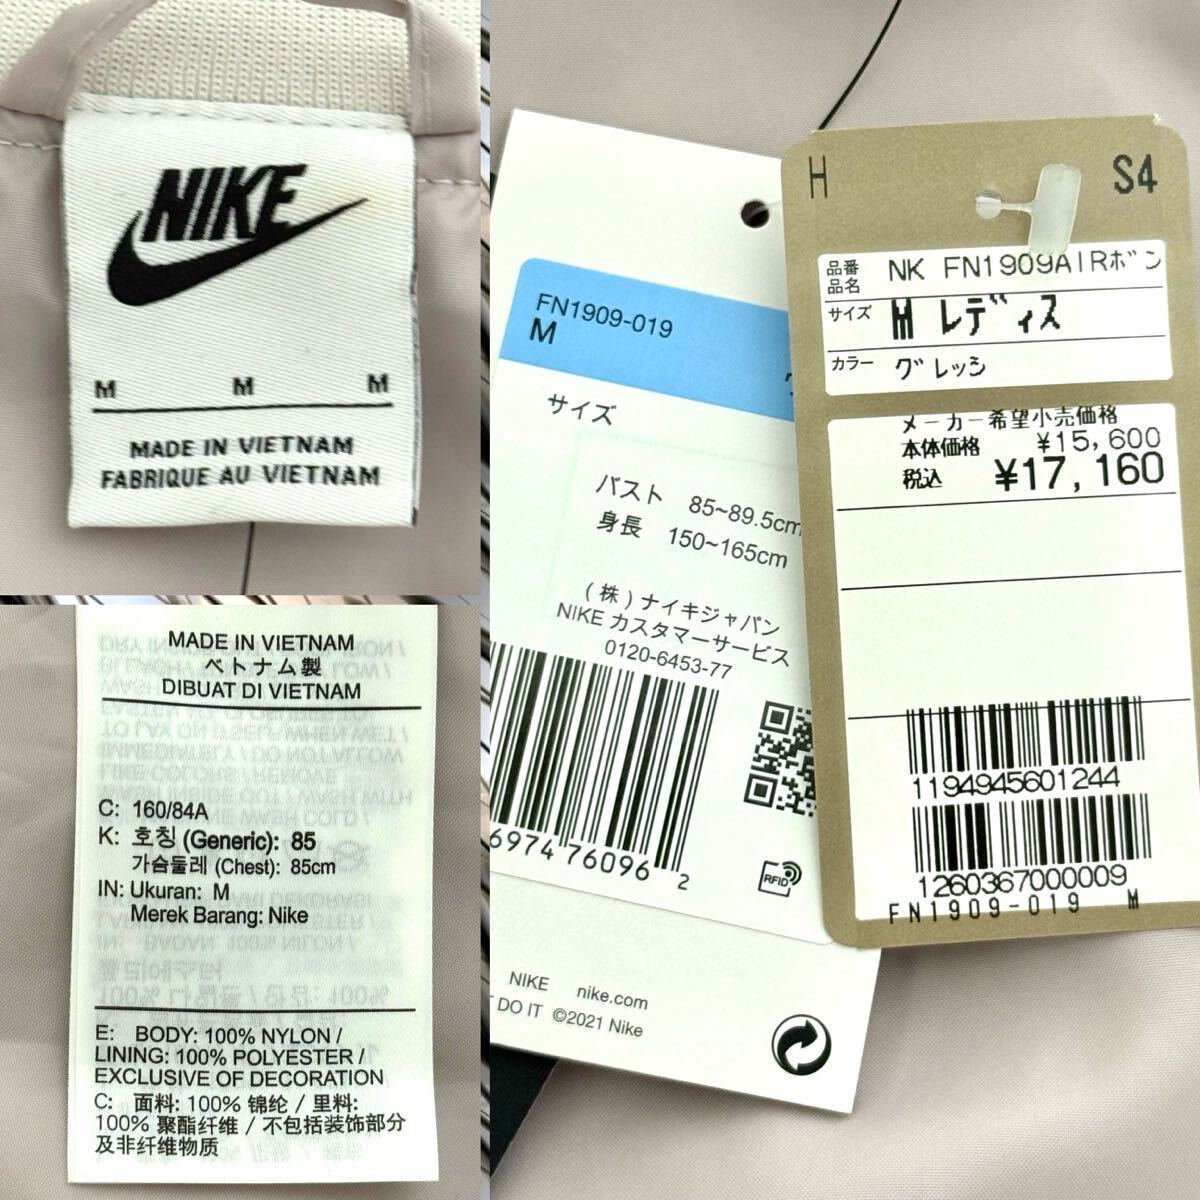 NIKE
M M M
MADE IN VIETNAM
FABRIQUE AU VIETNAM
MADE IN VIETNAM
ベトナム製
DIBUAT DI VIETNAM
C: 160/84A
K: 호칭 (Generic): 85
가슴둘레 (Chest): 85cm
IN: Ukuran: M
Merek Barang: Nike
E: BODY: 100% NYLON /
LINING: 100% POLYESTER /
EXCLUSIVE OF DECORATION
C: 面料: 100% 锦纶 / 里料:
100% 聚酯纤维 / 不包括装饰部分
及非纤维物质
FN1909-019
M
サイズ
バスト 85~89.5cm
身長 150~165cm
(株)ナイキジャパン
NIKE カスタマーサービス
0120-6453-77
69747 76096 2
RFID
NIKE nike.com
DO IT ©2021 Nike
H S4
品番
品名
NK FN1909AIRボン
サイズ M レディス
カラー グレッシ
メーカー希望小売価格
本体価格 ¥15,600
税込 ¥17,160
1194945601244
1260367000009
FN1909-019 M